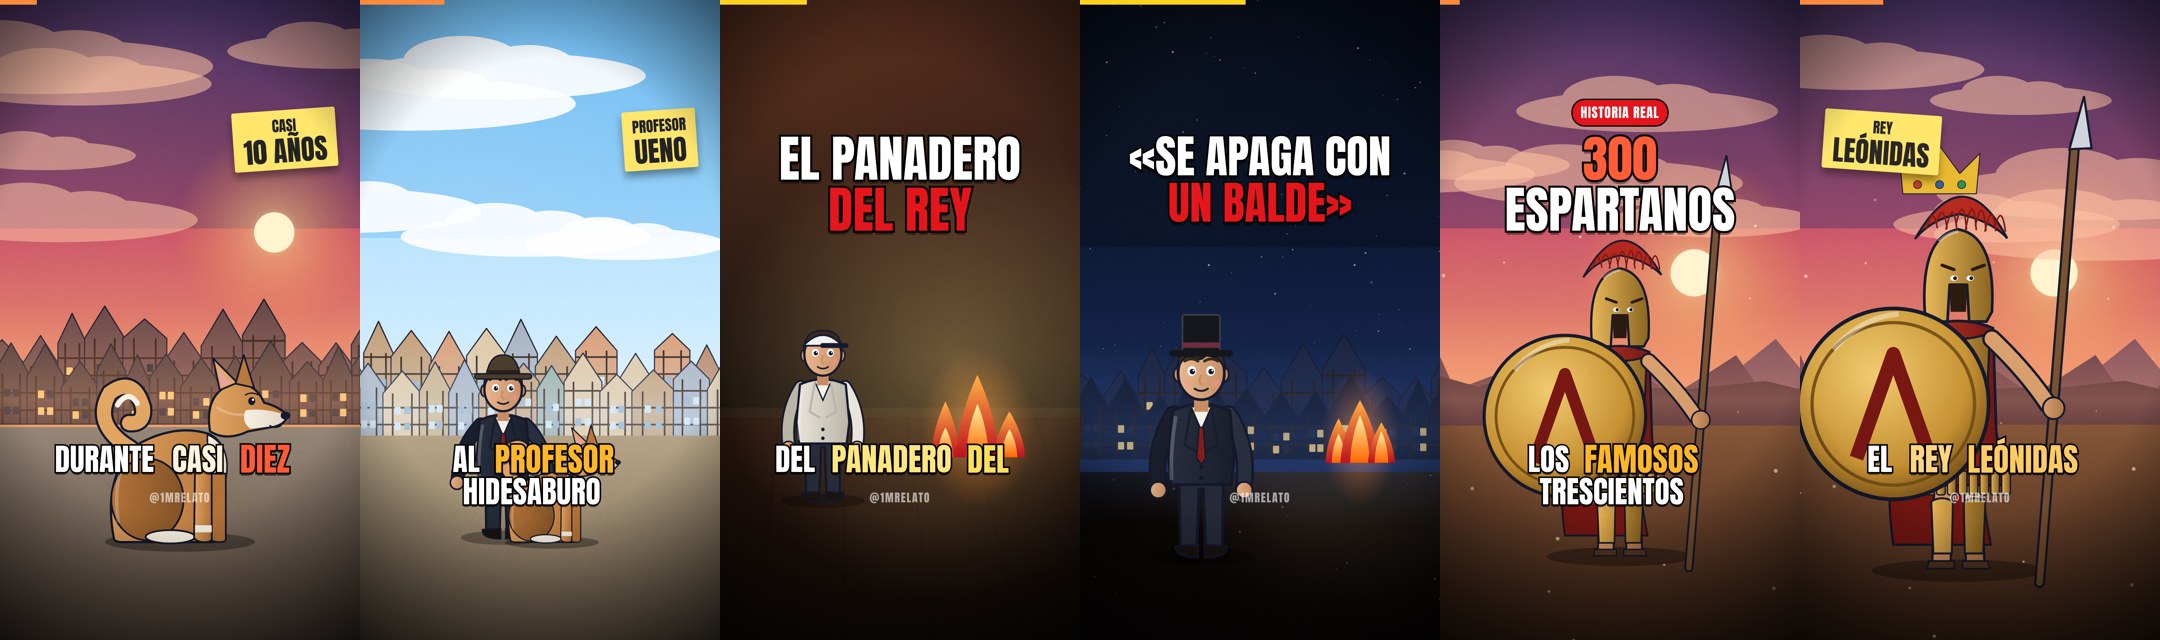 CASI
10 AÑOS
DURANTE CASI DIEZ
@1MRELATO
PROFESOR
UENO
AL PROFESOR
HIDESABURO
EL PANADERO
DEL REY
DEL PANADERO DEL
@1MRELATO
«SE APAGA CON
UN BALDE»
@1MRELATO
HISTORIA REAL
300
ESPARTANOS
LOS FAMOSOS
TRESCIENTOS
REY
LEÓNIDAS
EL REY LEÓNIDAS
@1MRELATO